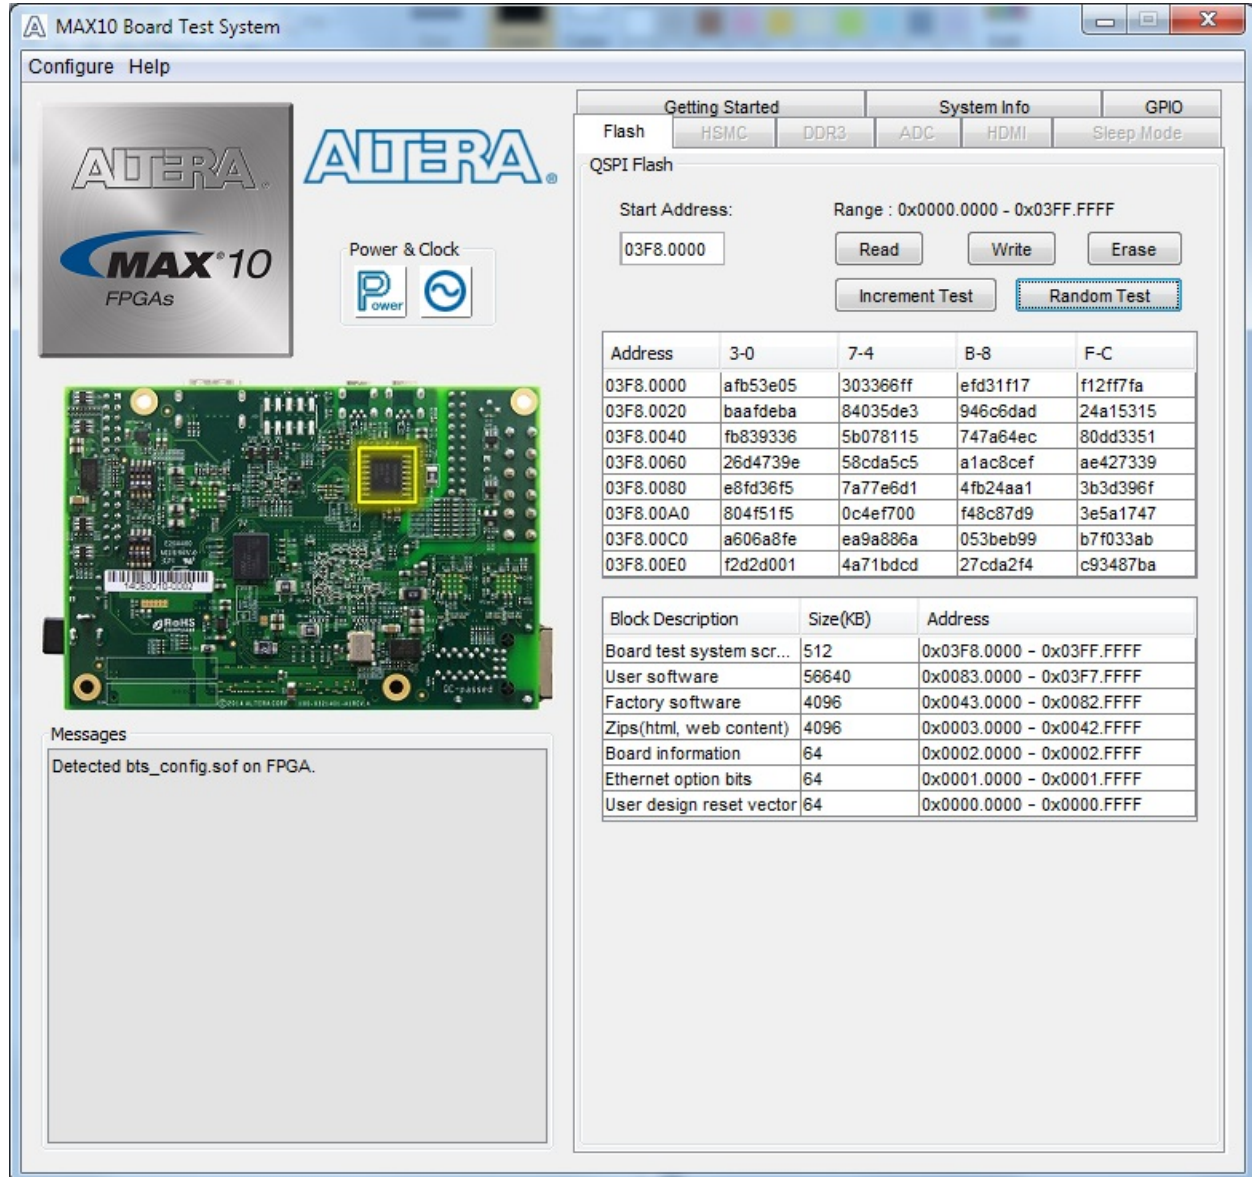 MAX10 Board Test System
Configure Help
ALTERA®
MAX®10
FPGAs
ALTERA®
Power & Clock
Power
Getting Started System Info GPIO
Flash HSMC DDR3 ADC HDMI Sleep Mode
QSPI Flash
Start Address: Range : 0x0000.0000 - 0x03FF.FFFF
03F8.0000 Read Write Erase
Increment Test Random Test
Address 3-0 7-4 B-8 F-C
03F8.0000 afb53e05 303366ff efd31f17 f12ff7fa
03F8.0020 baafdeba 84035de3 946c6dad 24a15315
03F8.0040 fb839336 5b078115 747a64ec 80dd3351
03F8.0060 26d4739e 58cda5c5 a1ac8cef ae427339
03F8.0080 e8fd36f5 7a77e6d1 4fb24aa1 3b3d396f
03F8.00A0 804f51f5 0c4ef700 f48c87d9 3e5a1747
03F8.00C0 a606a8fe ea9a886a 053beb99 b7f033ab
03F8.00E0 f2d2d001 4a71bdcd 27cda2f4 c93487ba
Block Description Size(KB) Address
Board test system scr... 512 0x03F8.0000 - 0x03FF.FFFF
User software 56640 0x0083.0000 - 0x03F7.FFFF
Factory software 4096 0x0043.0000 - 0x0082.FFFF
Zips(html, web content) 4096 0x0003.0000 - 0x0042.FFFF
Board information 64 0x0002.0000 - 0x0002.FFFF
Ethernet option bits 64 0x0001.0000 - 0x0001.FFFF
User design reset vector 64 0x0000.0000 - 0x0000.FFFF
RoHS
QC-passed
Messages
Detected bts_config.sof on FPGA.